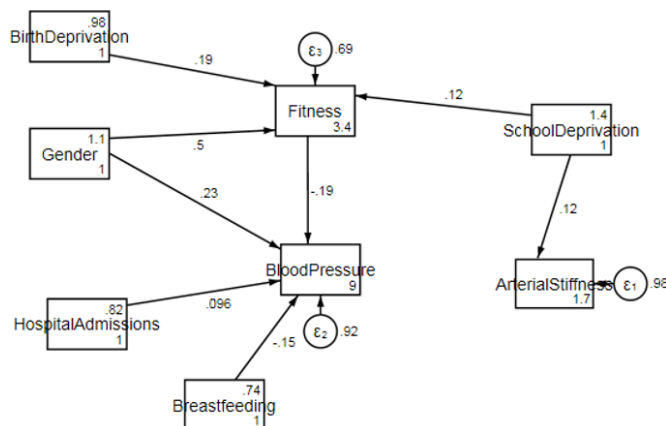 .98
BirthDeprivation
1
.19
ε3
.69
Fitness
3.4
.12
1.4
SchoolDeprivation
1
1.1
Gender
1
.5
.23
-.19
.12
BloodPressure
9
ArterialStiffness
1.7
ε1
.98
.82
HospitalAdmissions
1
.096
-.15
ε2
.92
.74
Breastfeeding
1